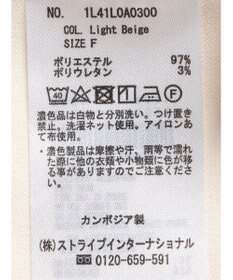 NO. 1L41L0A0300
COL. Light Beige
SIZE F
ポリエステル 97%
ポリウレタン 3%
濃色品は白物と分別洗い。つけ置き
禁止。洗濯ネット使用。アイロンあ
て布使用。
・濃色製品は摩擦や汗、雨等で濡れ
た際に他の衣類や小物類に色が移
る事がありますのでご注意下さい
。
カンボジア製
(株)ストライプインターナショナル
☎ 0120-659-591